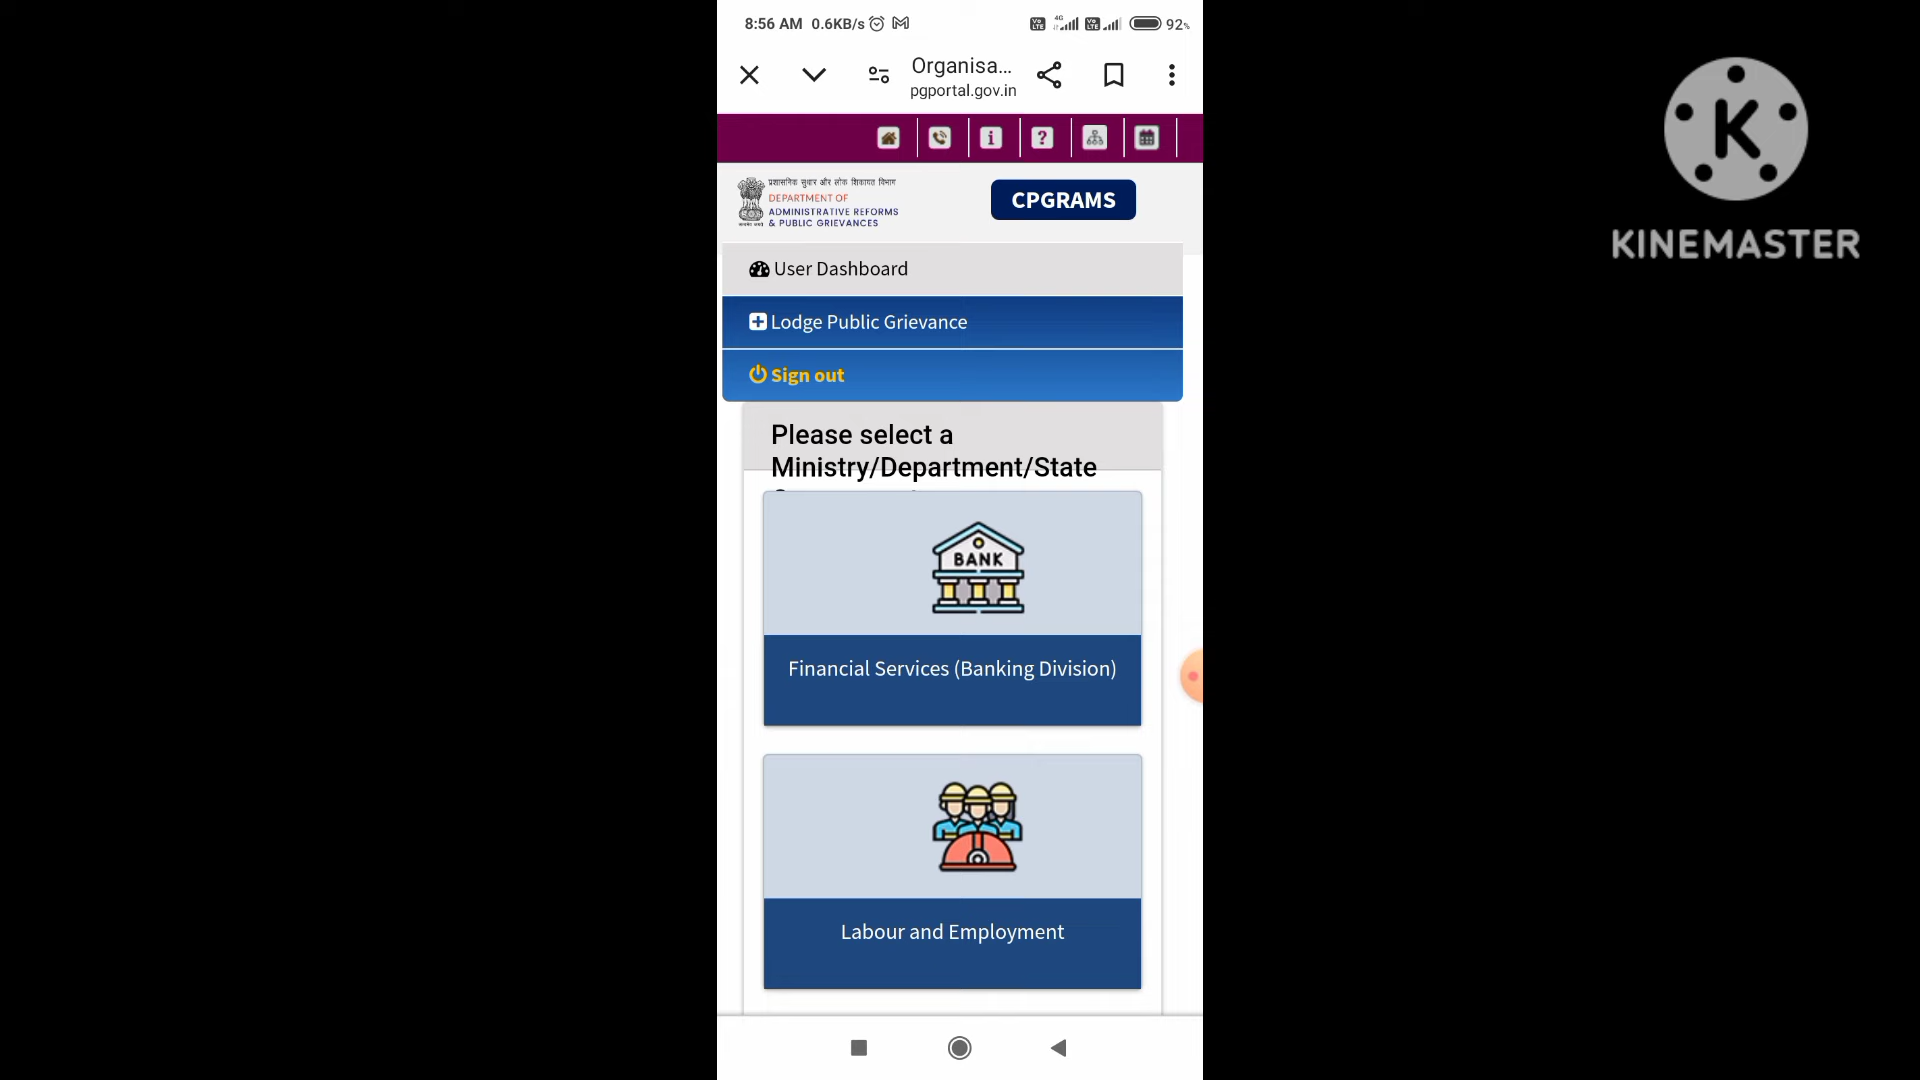 8:56 AM 0.6KB/s
4G
92%
Organisa...
pgportal.gov.in
प्रशासनिक सुधार और लोक शिकायत विभाग
DEPARTMENT OF
ADMINISTRATIVE REFORMS
& PUBLIC GRIEVANCES
CPGRAMS
User Dashboard
Lodge Public Grievance
Sign out
Please select a
Ministry/Department/State
BANK
Financial Services (Banking Division)
Labour and Employment
K
KINEMASTER